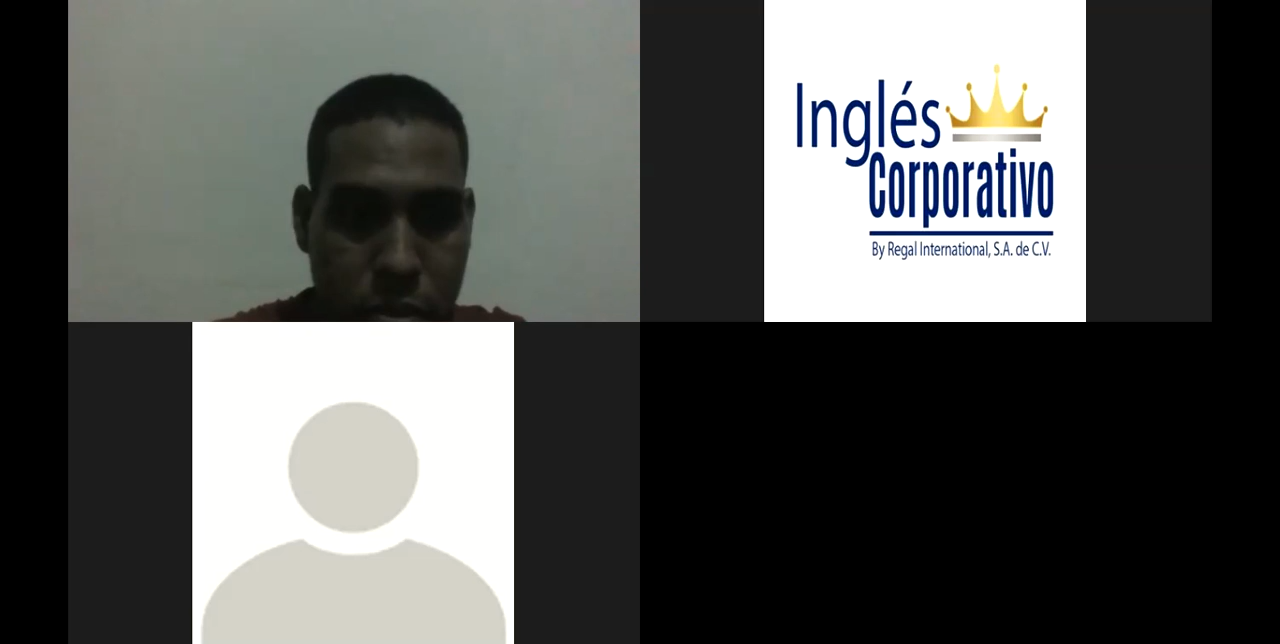 Inglés
Corporativo
By Regal International, S.A. de C.V.